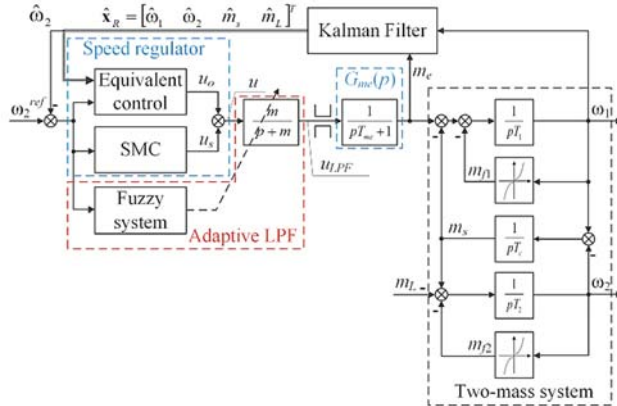 ω̂₂ x̂_R = [ω̂₁ ω̂₂ m̂_s m̂_L]^T
Kalman Filter
Speed regulator
Equivalent control
u_o
u
G_me(p)
m_e
ω₂^ref
m
p+m
1
pT_me+1
1
pT₁
ω₁
SMC
u_s
u_LPF
m_f1
Fuzzy system
Adaptive LPF
m_s
1
pT_c
m_L
1
pT₂
ω₂
m_f2
Two-mass system